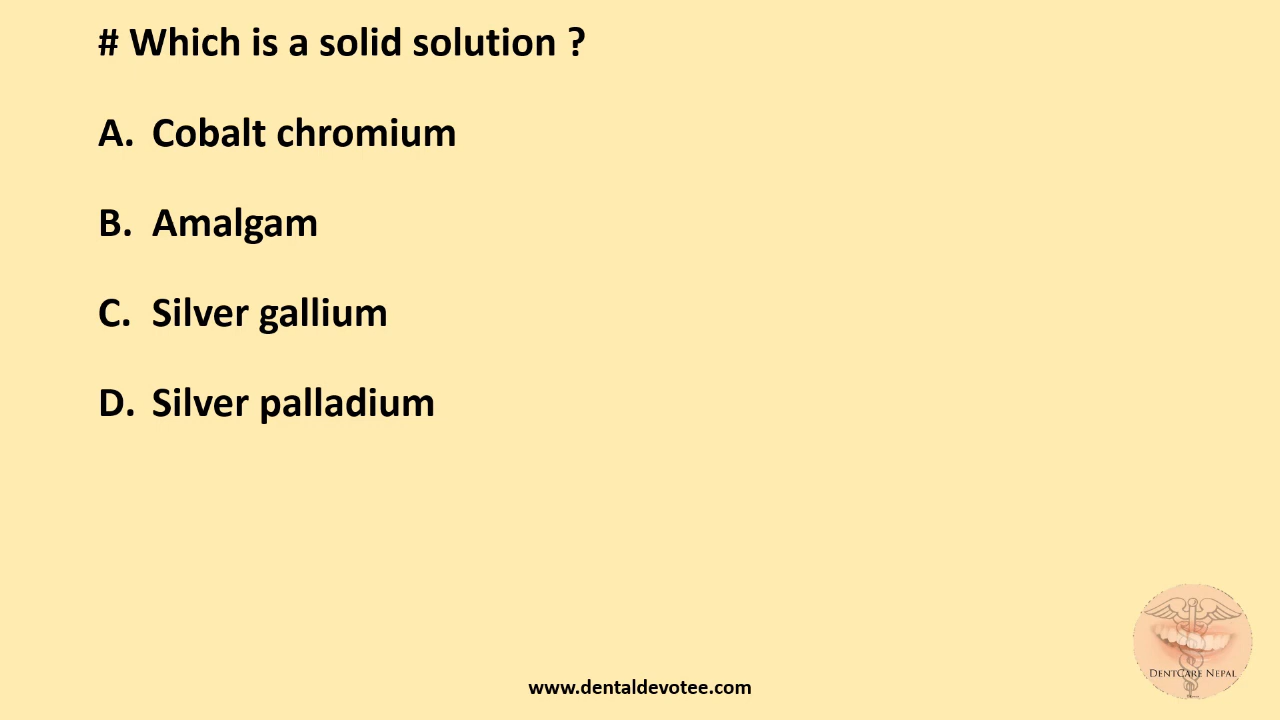 # Which is a solid solution ?
A. Cobalt chromium
B. Amalgam
C. Silver gallium
D. Silver palladium
DENTCARE NEPAL
www.dentaldevotee.com